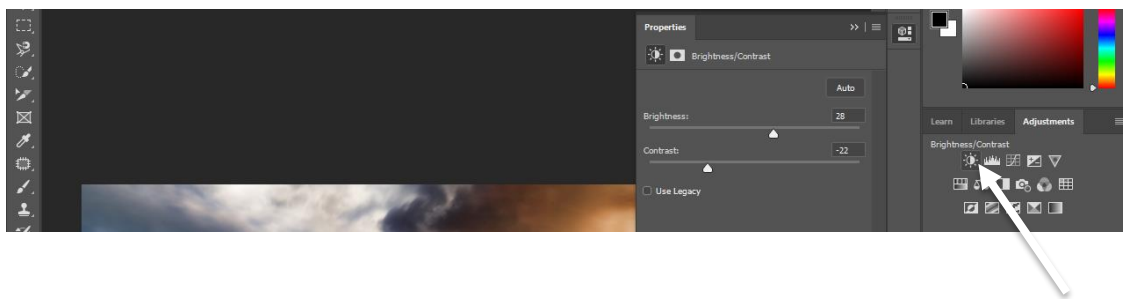 Properties
Brightness/Contrast
Auto
Brightness: 28
Contrast: -22
Use Legacy
Learn Libraries Adjustments
Brightness/Contrast